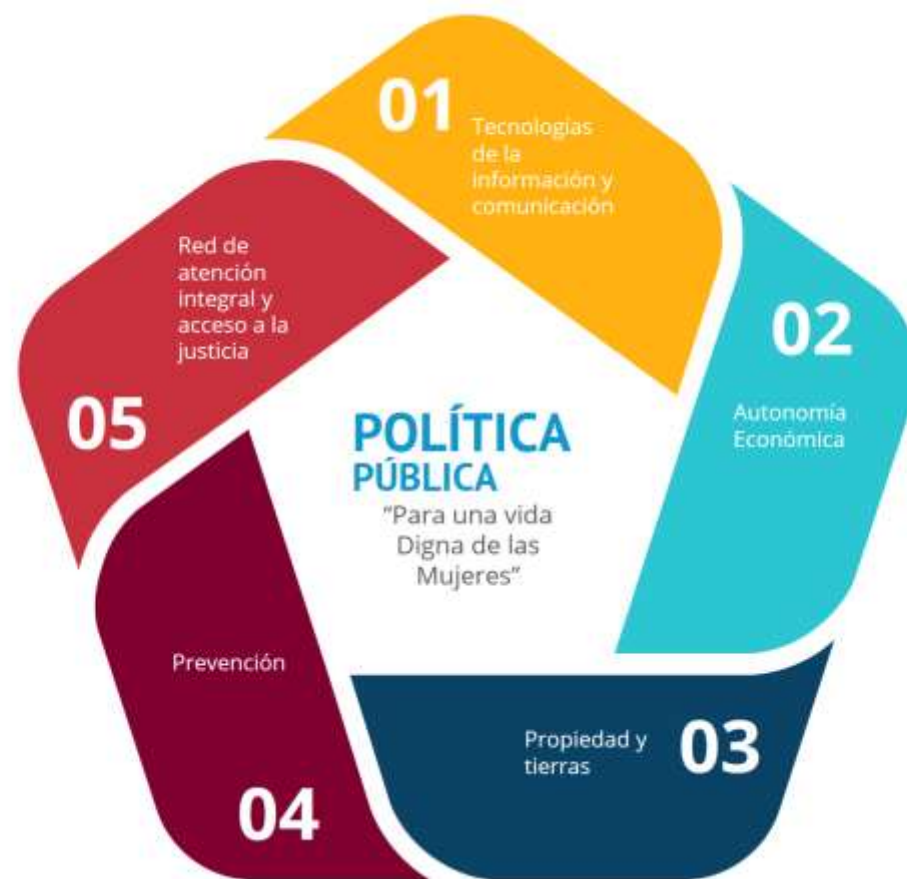 01
Tecnologías
de la
información y
comunicación
02
Autonomía
Económica
03
Propiedad y
tierras
04
Prevención
05
Red de
atención
integral y
acceso a la
justicia
POLÍTICA
PÚBLICA
“Para una vida
Digna de las
Mujeres”